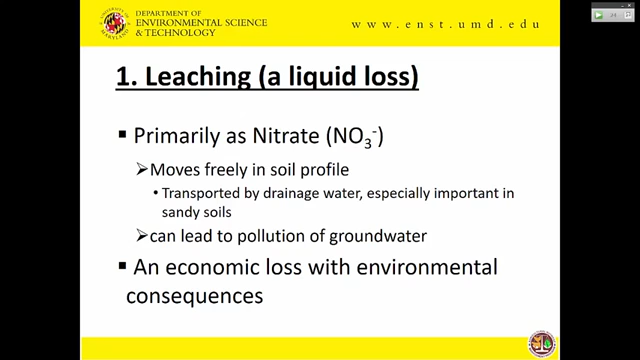 DEPARTMENT OF
ENVIRONMENTAL SCIENCE
& TECHNOLOGY
www.enst.umd.edu
1. Leaching (a liquid loss)
▪ Primarily as Nitrate (NO₃⁻)
➢Moves freely in soil profile
• Transported by drainage water, especially important in
sandy soils
➢can lead to pollution of groundwater
▪ An economic loss with environmental
consequences